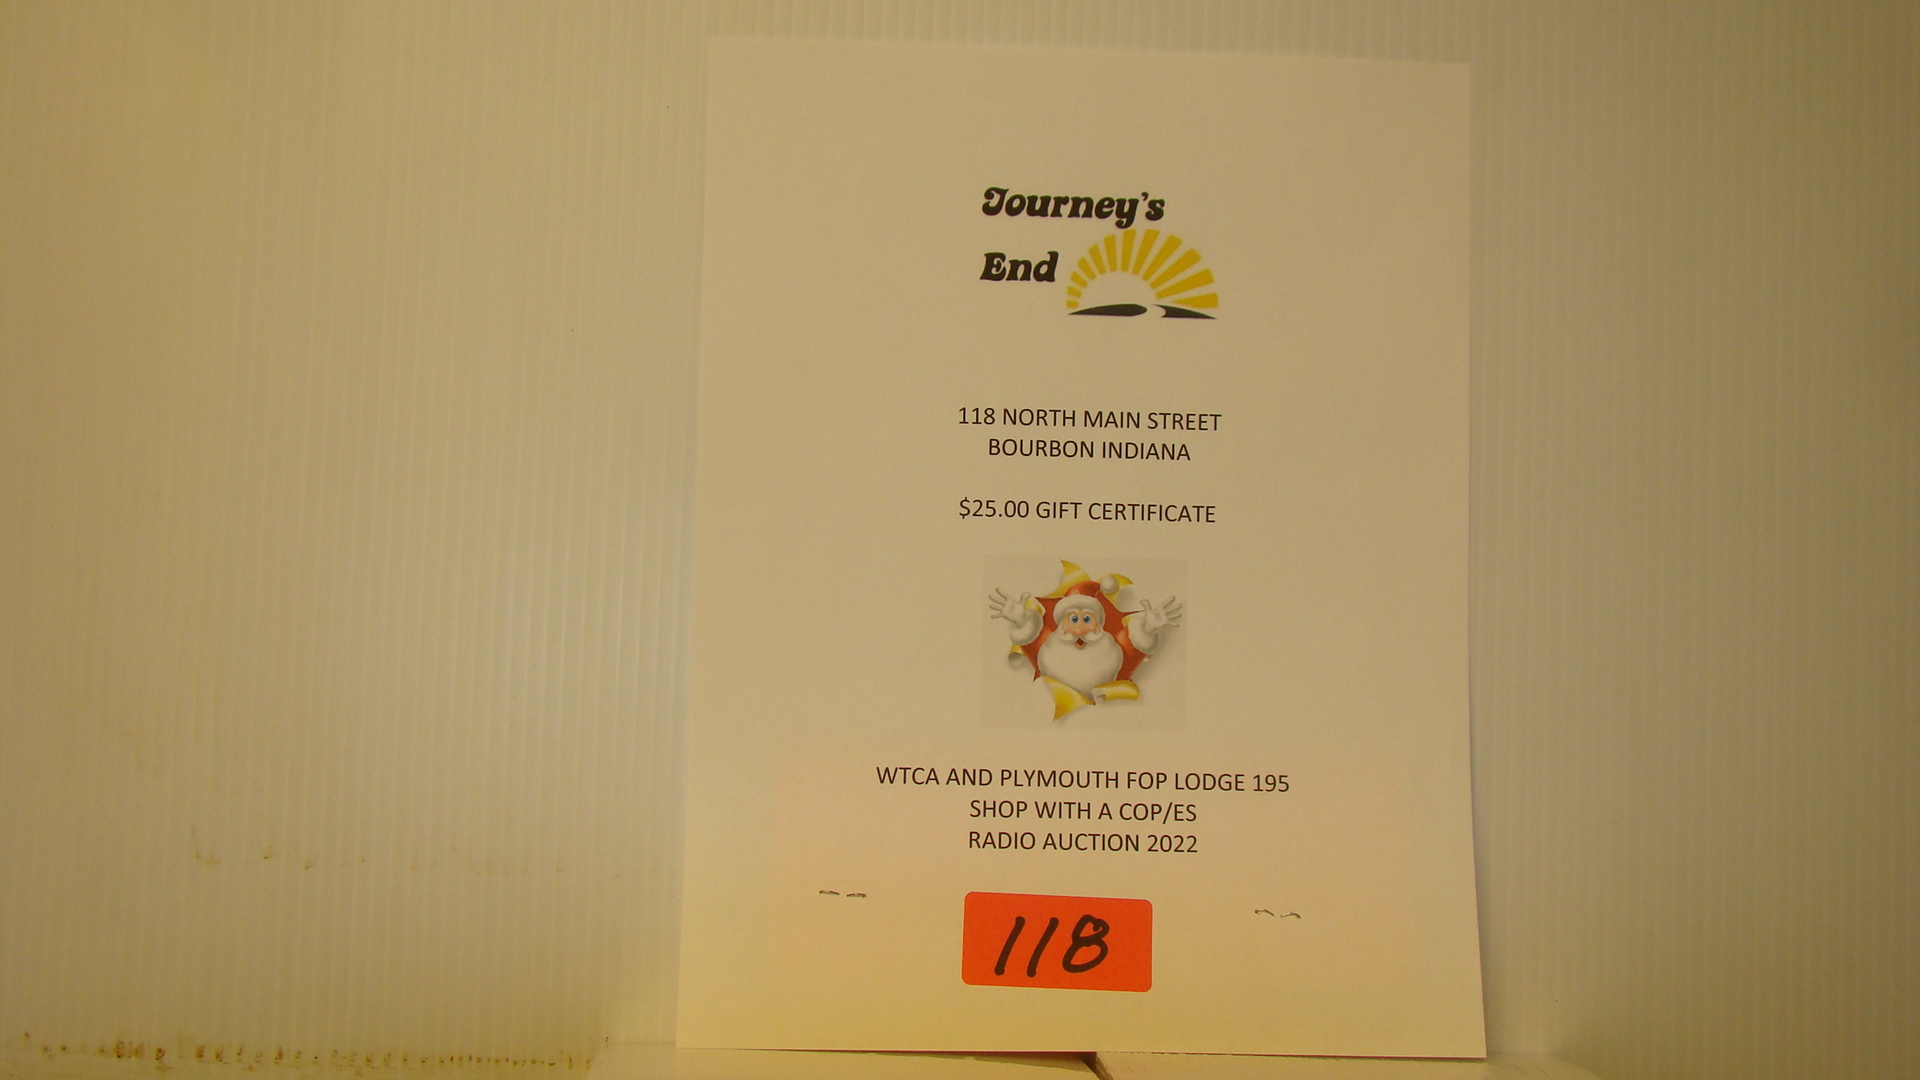 Journey's
End
118 NORTH MAIN STREET
BOURBON INDIANA
$25.00 GIFT CERTIFICATE
WTCA AND PLYMOUTH FOP LODGE 195
SHOP WITH A COP/ES
RADIO AUCTION 2022
118